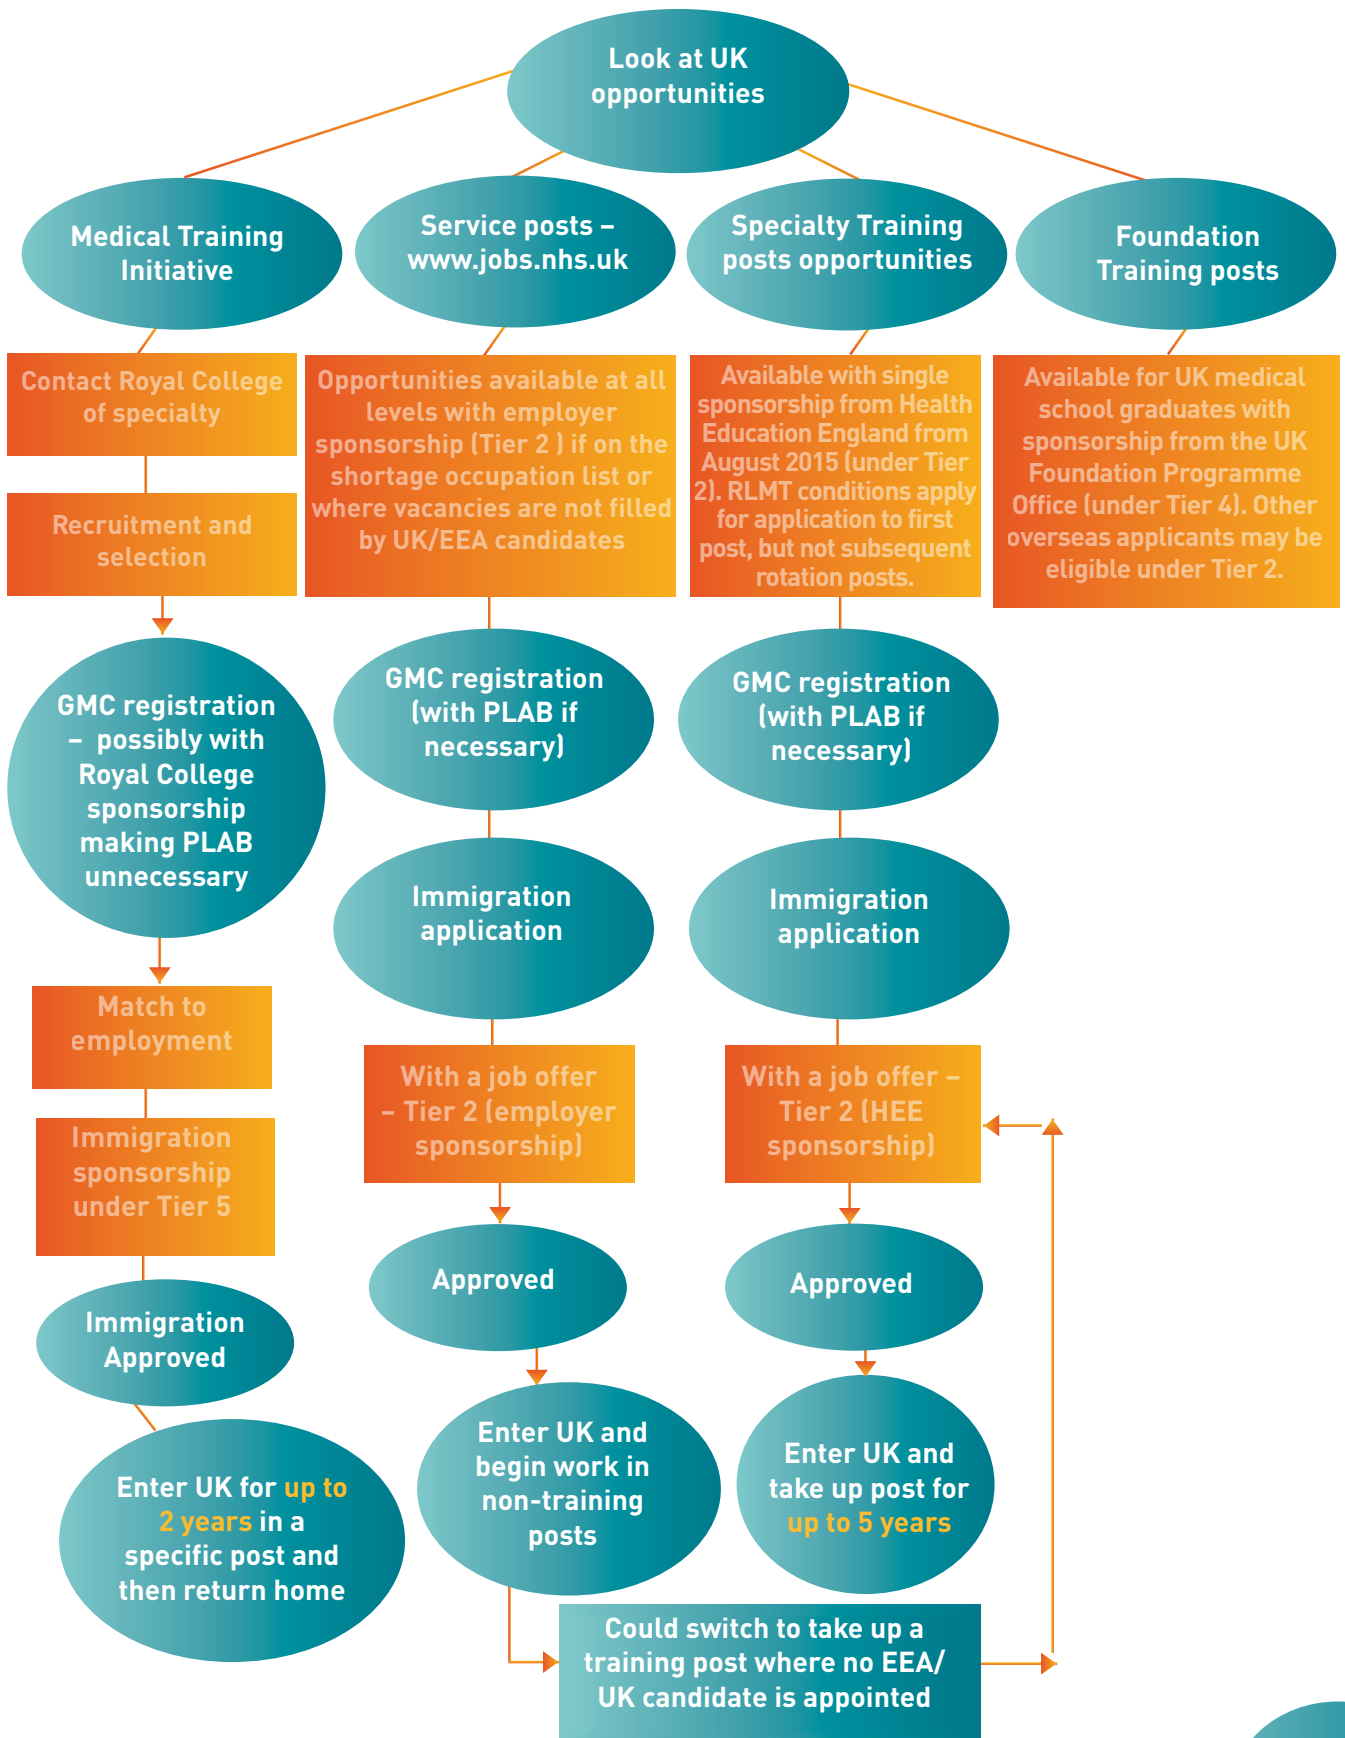 Look at UK
opportunities
Medical Training
Initiative
Service posts –
www.jobs.nhs.uk
Specialty Training
posts opportunities
Foundation
Training posts
Contact Royal College
of specialty
Recruitment and
selection
Opportunities available at all
levels with employer
sponsorship (Tier 2 ) if on the
shortage occupation list or
where vacancies are not filled
by UK/EEA candidates
Available with single
sponsorship from Health
Education England from
August 2015 (under Tier
2). RLMT conditions apply
for application to first
post, but not subsequent
rotation posts.
Available for UK medical
school graduates with
sponsorship from the UK
Foundation Programme
Office (under Tier 4). Other
overseas applicants may be
eligible under Tier 2.
GMC registration
– possibly with
Royal College
sponsorship
making PLAB
unnecessary
GMC registration
(with PLAB if
necessary)
GMC registration
(with PLAB if
necessary)
Immigration
application
Immigration
application
Match to
employment
Immigration
sponsorship
under Tier 5
With a job offer
– Tier 2 (employer
sponsorship)
With a job offer –
Tier 2 (HEE
sponsorship)
Approved
Approved
Immigration
Approved
Enter UK for up to
2 years in a
specific post and
then return home
Enter UK and
begin work in
non-training
posts
Enter UK and
take up post for
up to 5 years
Could switch to take up a
training post where no EEA/
UK candidate is appointed